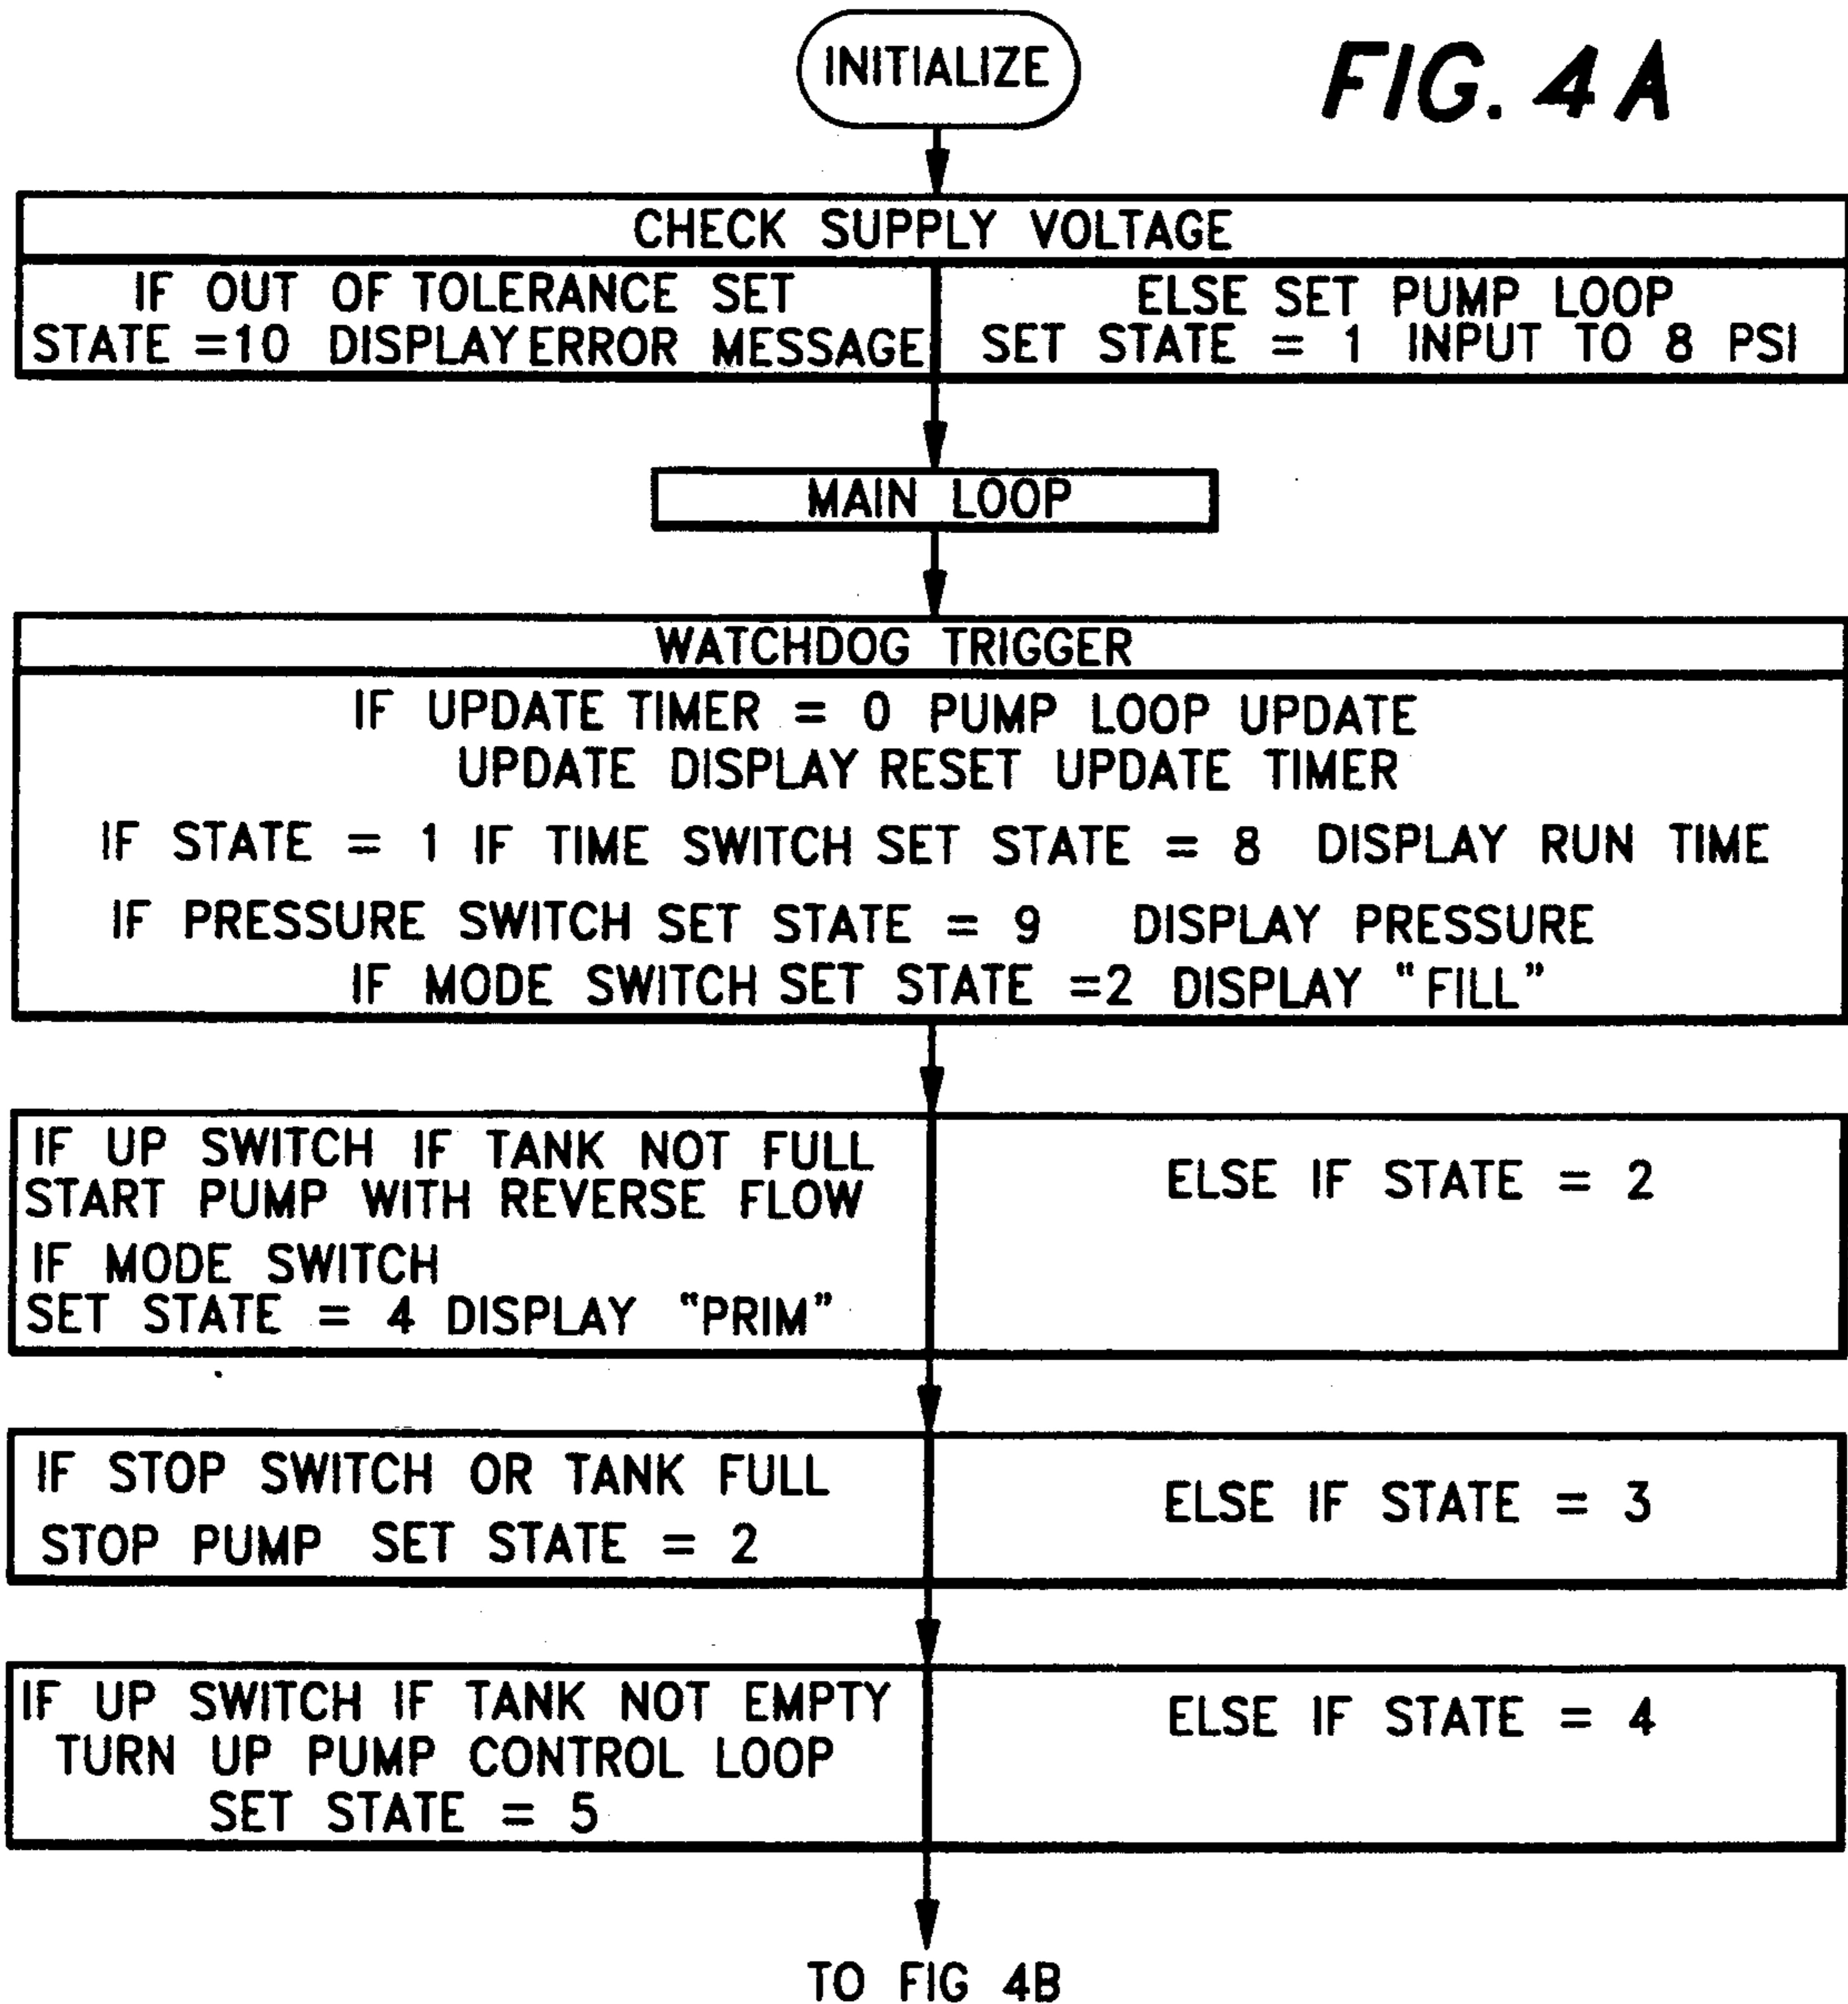 INITIALIZE
FIG. 4A
CHECK SUPPLY VOLTAGE
IF OUT OF TOLERANCE SET
STATE =10 DISPLAY ERROR MESSAGE
ELSE SET PUMP LOOP
SET STATE = 1 INPUT TO 8 PSI
MAIN LOOP
WATCHDOG TRIGGER
IF UPDATE TIMER = 0 PUMP LOOP UPDATE
UPDATE DISPLAY RESET UPDATE TIMER
IF STATE = 1 IF TIME SWITCH SET STATE = 8 DISPLAY RUN TIME
IF PRESSURE SWITCH SET STATE = 9 DISPLAY PRESSURE
IF MODE SWITCH SET STATE =2 DISPLAY "FILL"
IF UP SWITCH IF TANK NOT FULL
START PUMP WITH REVERSE FLOW
IF MODE SWITCH
SET STATE = 4 DISPLAY "PRIM"
ELSE IF STATE = 2
IF STOP SWITCH OR TANK FULL
STOP PUMP SET STATE = 2
ELSE IF STATE = 3
IF UP SWITCH IF TANK NOT EMPTY
TURN UP PUMP CONTROL LOOP
SET STATE = 5
ELSE IF STATE = 4
TO FIG 4B